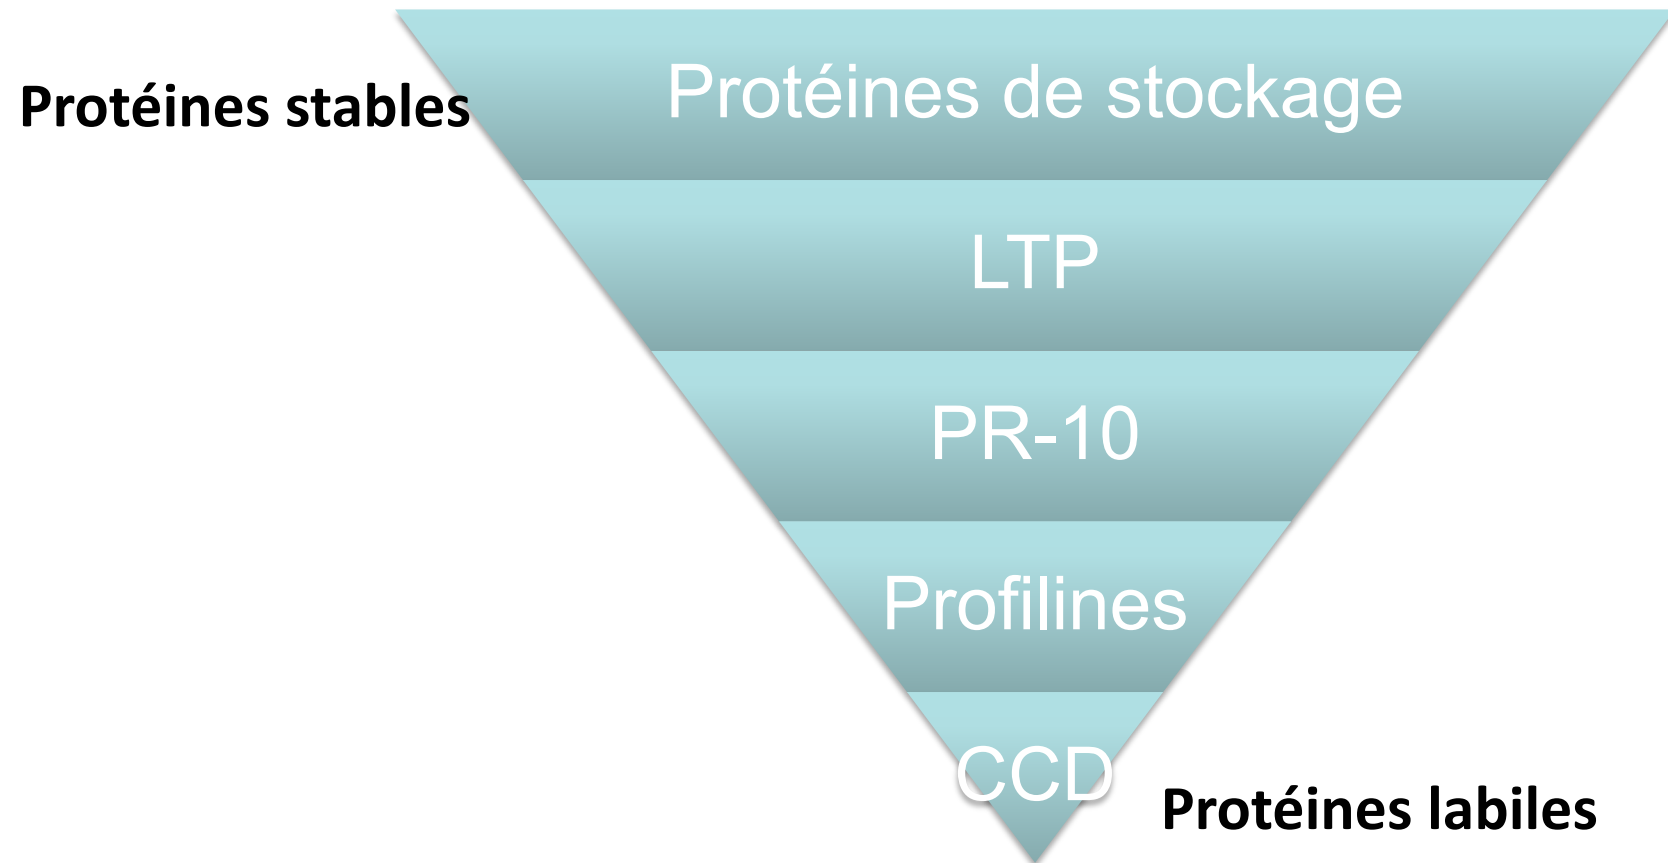 Protéines de stockage
Protéines stables
LTP
PR-10
Profilines
CCD
Protéines labiles